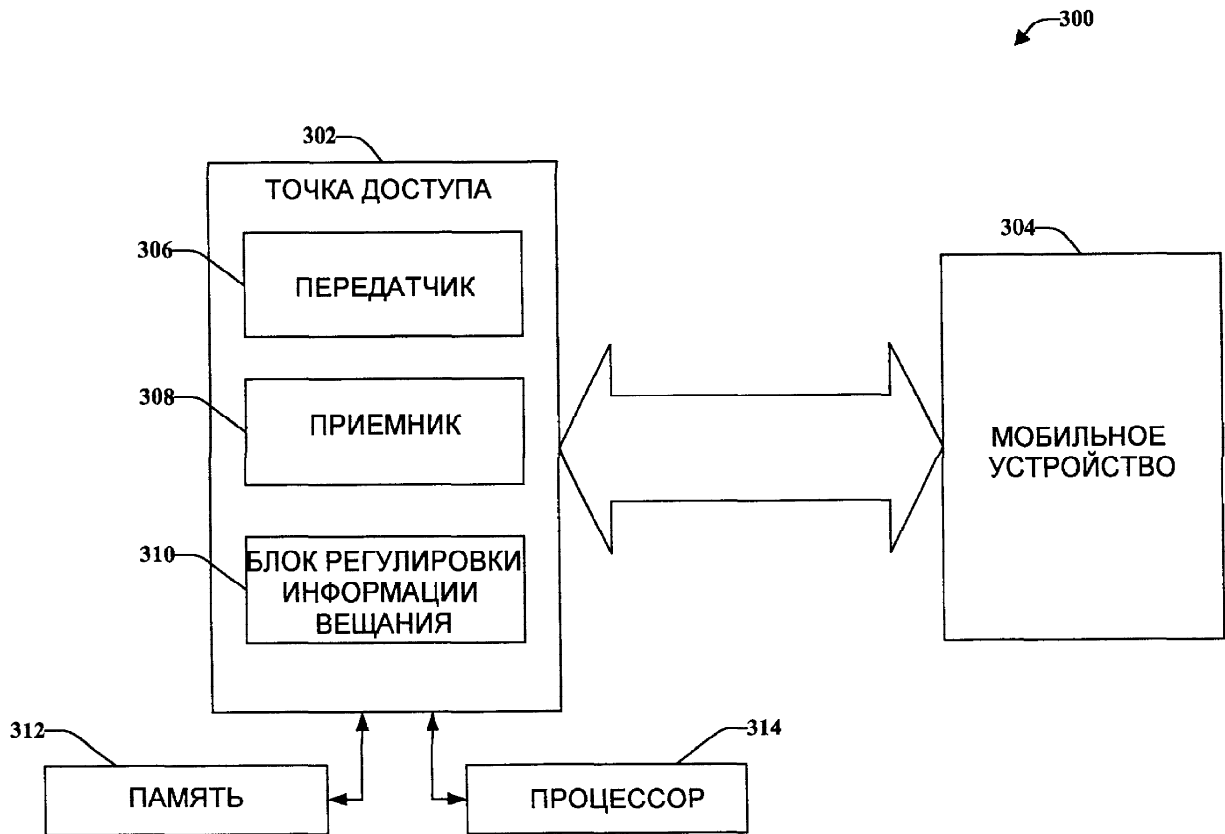 300
302
ТОЧКА ДОСТУПА
306
ПЕРЕДАТЧИК
304
308
ПРИЕМНИК
МОБИЛЬНОЕ
УСТРОЙСТВО
310
БЛОК РЕГУЛИРОВКИ
ИНФОРМАЦИИ
ВЕЩАНИЯ
312
ПАМЯТЬ
314
ПРОЦЕССОР